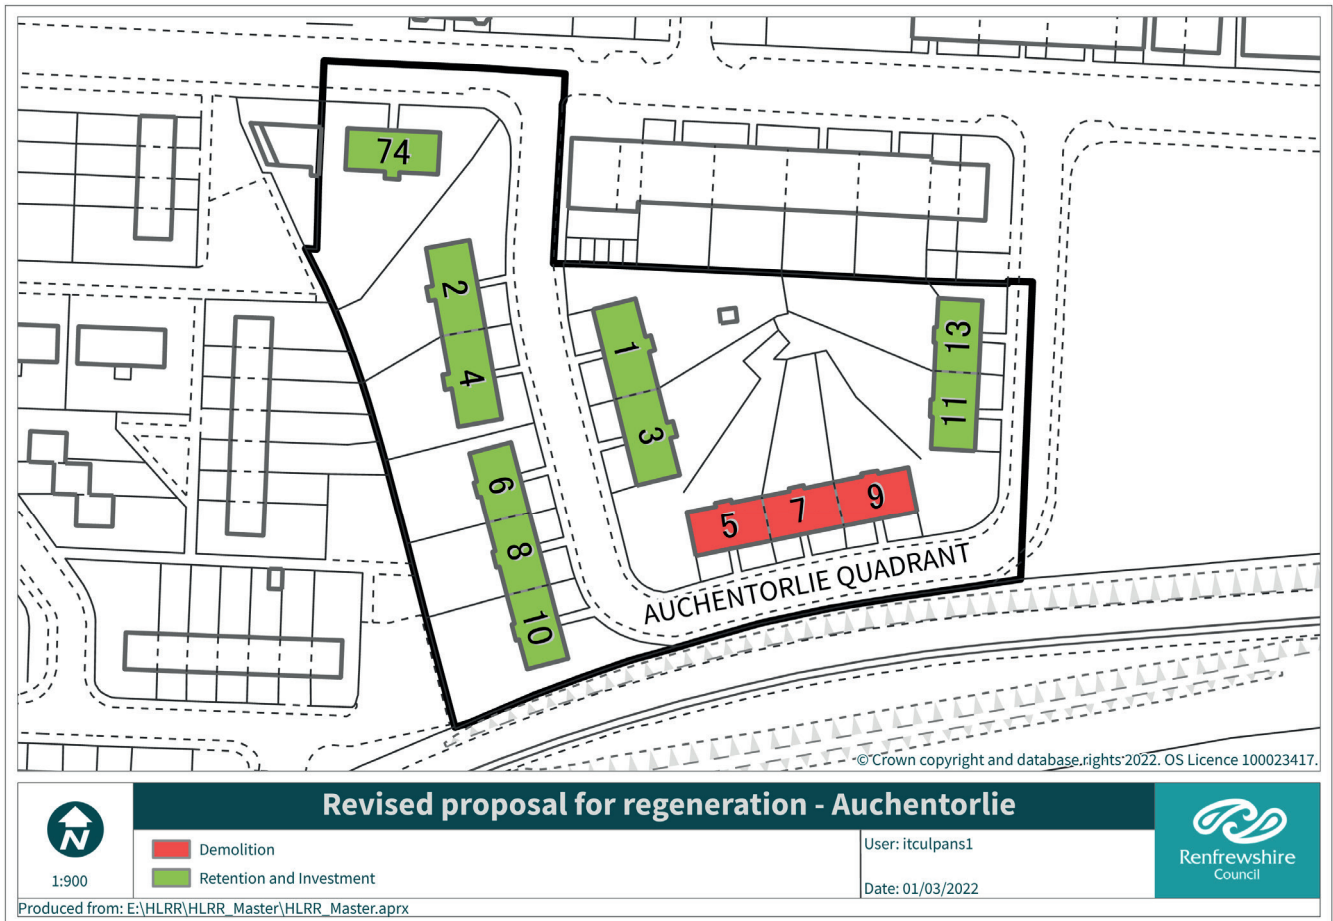 74
2
4
1
3
13
11
6
8
10
5
7
9
AUCHENTORLIE QUADRANT
©Crown copyright and database rights 2022. OS Licence 100023417.
Revised proposal for regeneration - Auchentorlie
N
1:900
Demolition
Retention and Investment
User: itculpans1
Date: 01/03/2022
Renfrewshire
Council
Produced from: E:\HLRR\HLRR_Master\HLRR_Master.aprx